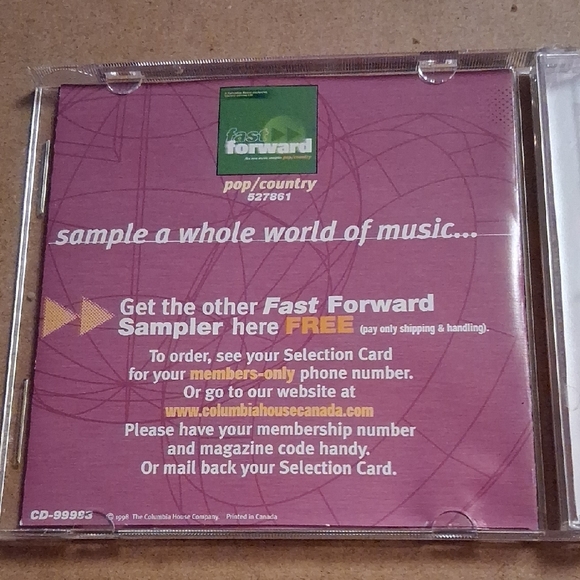 fast
forward
pop/country
pop/country
527861
sample a whole world of music...
Get the other Fast Forward
Sampler here FREE (pay only shipping & handling).
To order, see your Selection Card
for your members-only phone number.
Or go to our website at
www.columbiahousecanada.com
Please have your membership number
and magazine code handy.
Or mail back your Selection Card.
CD-99993 © 1998 The Columbia House Company. Printed in Canada